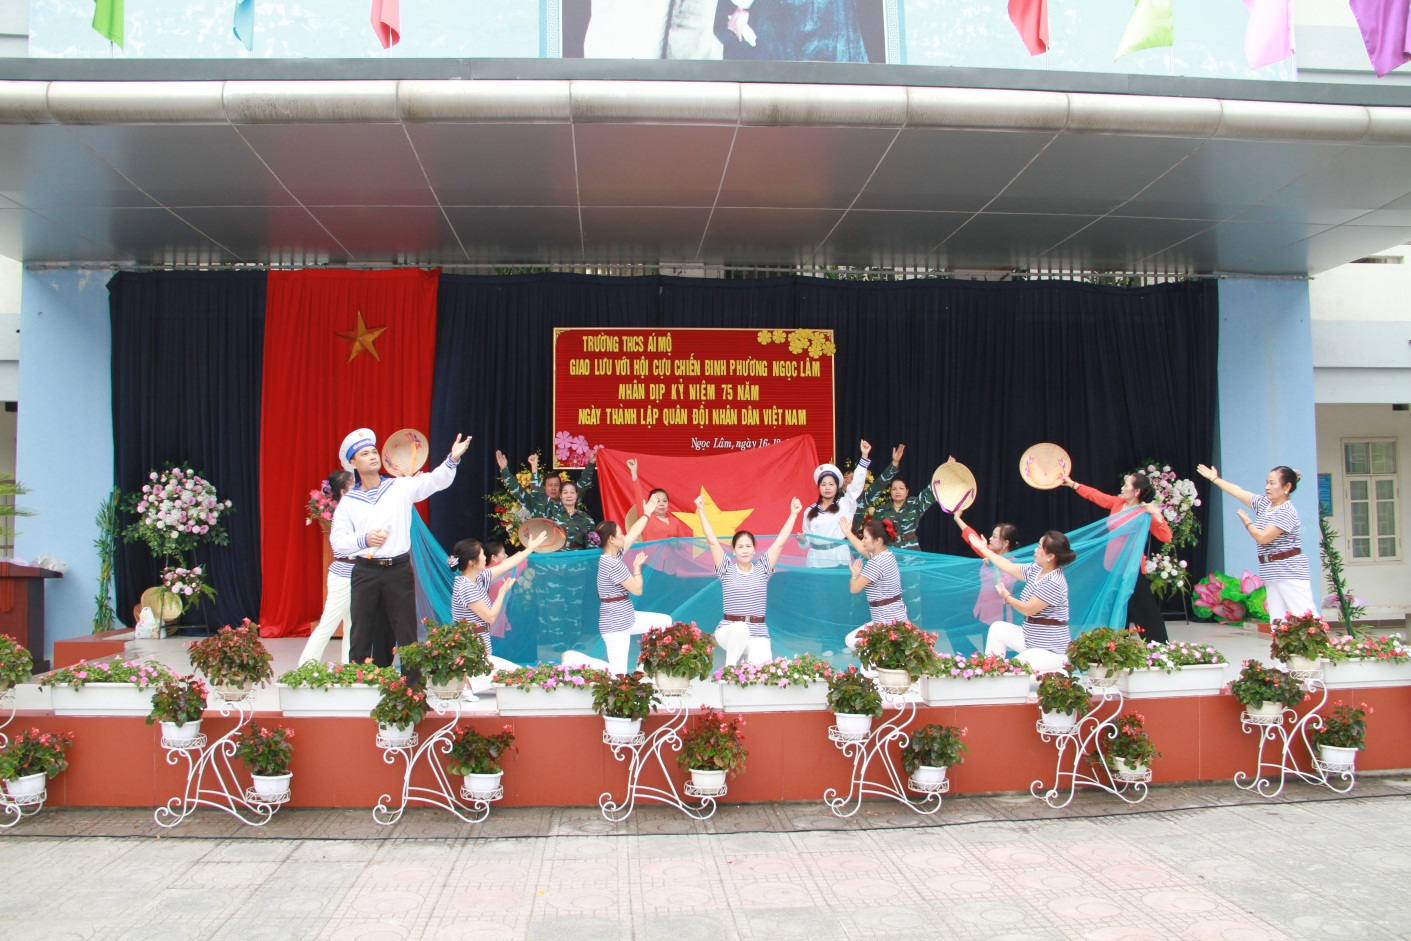 TRƯỜNG THCS ÁI MỘ
GIAO LƯU VỚI HỘI CỰU CHIẾN BINH PHƯỜNG NGỌC LÂM
NHÂN DỊP KỶ NIỆM 75 NĂM
NGÀY THÀNH LẬP QUÂN ĐỘI NHÂN DÂN VIỆT NAM
Ngọc Lâm, ngày 16